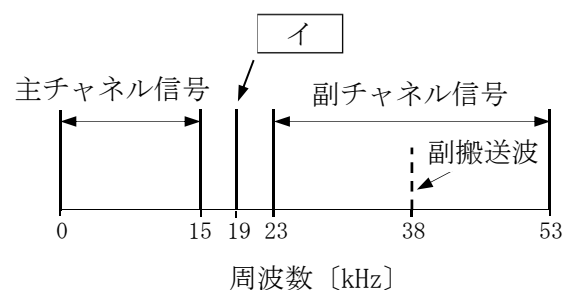 イ
主チャネル信号
副チャネル信号
副搬送波
0 15 19 23 38 53
周波数〔kHz〕